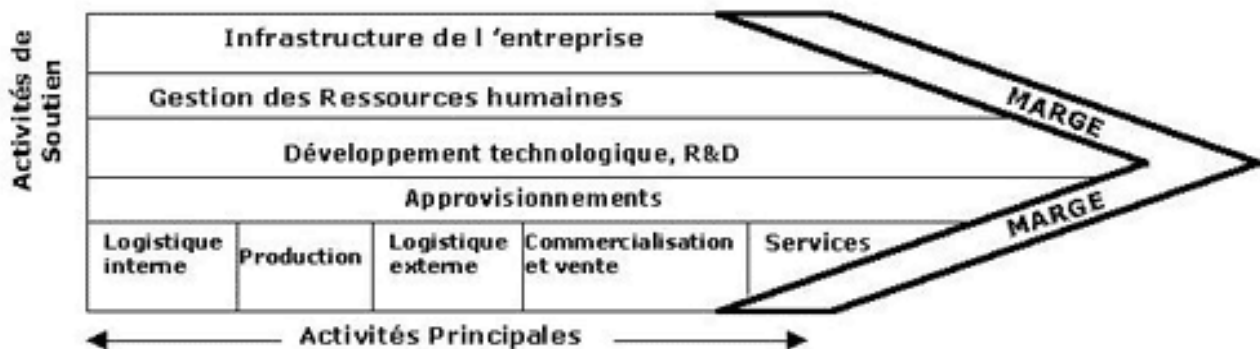 Activités de
Soutien
Infrastructure de l 'entreprise
Gestion des Ressources humaines
Développement technologique, R&D
Approvisionnements
Logistique
interne
Production
Logistique
externe
Commercialisation
et vente
Services
MARGE
MARGE
Activités Principales